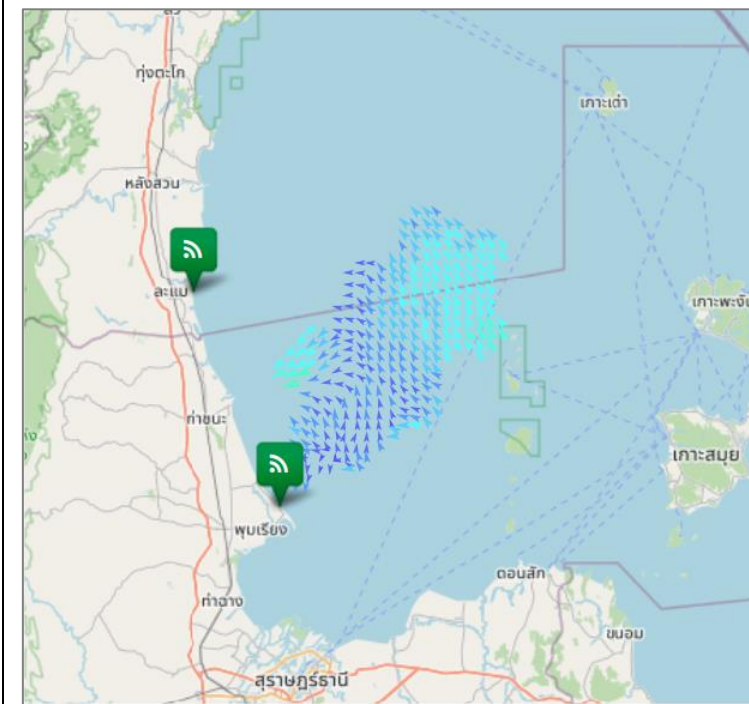 ทุ่งตะโก
เกาะเต่า
หลังสวน
ละแม
เกาะพะงัน
ท่าชนะ
เกาะสมุย
พุมเรียง
ดอนสัก
ท่าฉาง
ขนอม
สุราษฎร์ธานี